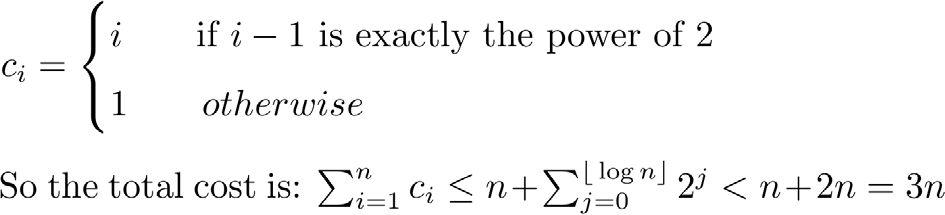 c_i = { i if i − 1 is exactly the power of 2
1 otherwise
So the total cost is: ∑_{i=1}^{n} c_i ≤ n+∑_{j=0}^{⌊log n⌋} 2^j < n+2n = 3n